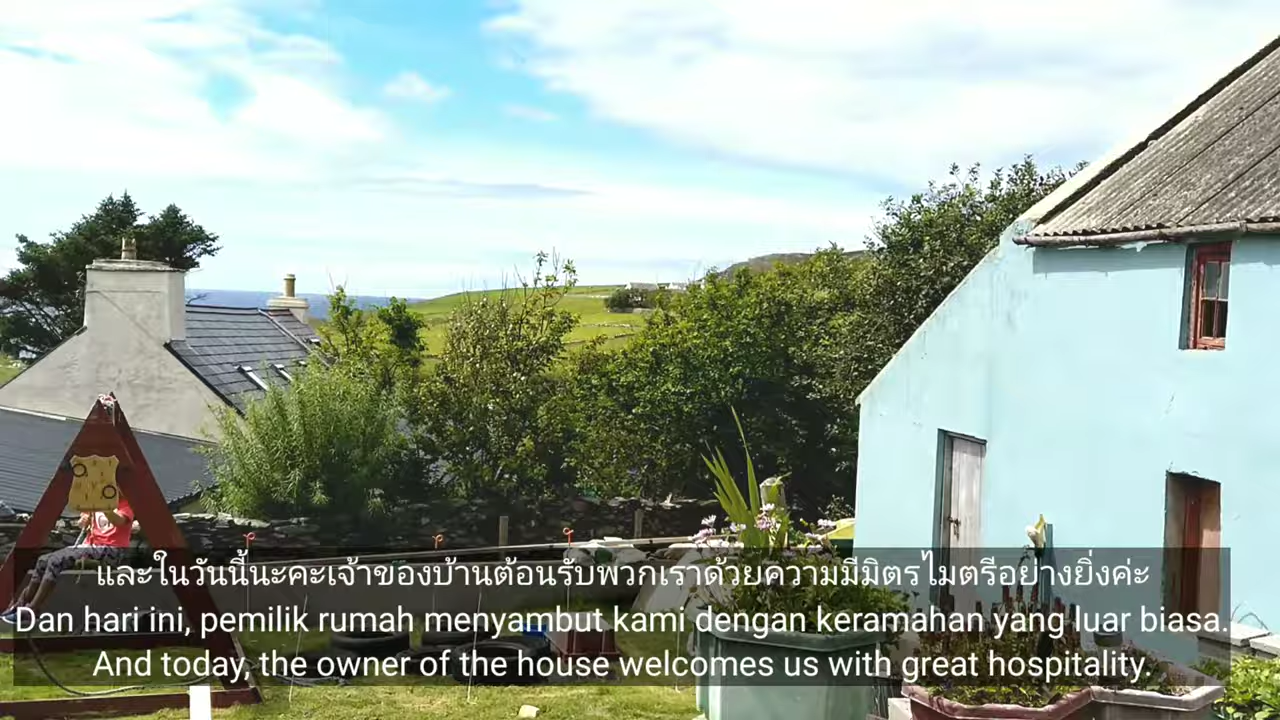 และในวันนี้นะคะเจ้าของบ้านต้อนรับพวกเราด้วยความมีมิตรไมตรีอย่างยิ่งค่ะ
Dan hari ini, pemilik rumah menyambut kami dengan keramahan yang luar biasa.
And today, the owner of the house welcomes us with great hospitality.